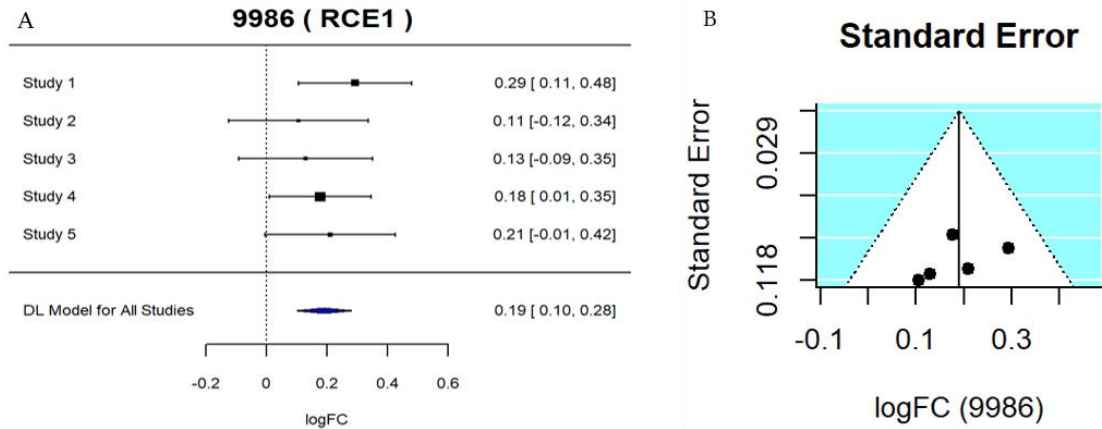 A
9986 ( RCE1 )
Study 1 0.29 [ 0.11, 0.48]
Study 2 0.11 [-0.12, 0.34]
Study 3 0.13 [-0.09, 0.35]
Study 4 0.18 [ 0.01, 0.35]
Study 5 0.21 [-0.01, 0.42]
DL Model for All Studies 0.19 [ 0.10, 0.28]
-0.2 0 0.2 0.4 0.6
logFC
B
Standard Error
Standard Error
0.029
0.118
-0.1 0.1 0.3
logFC (9986)